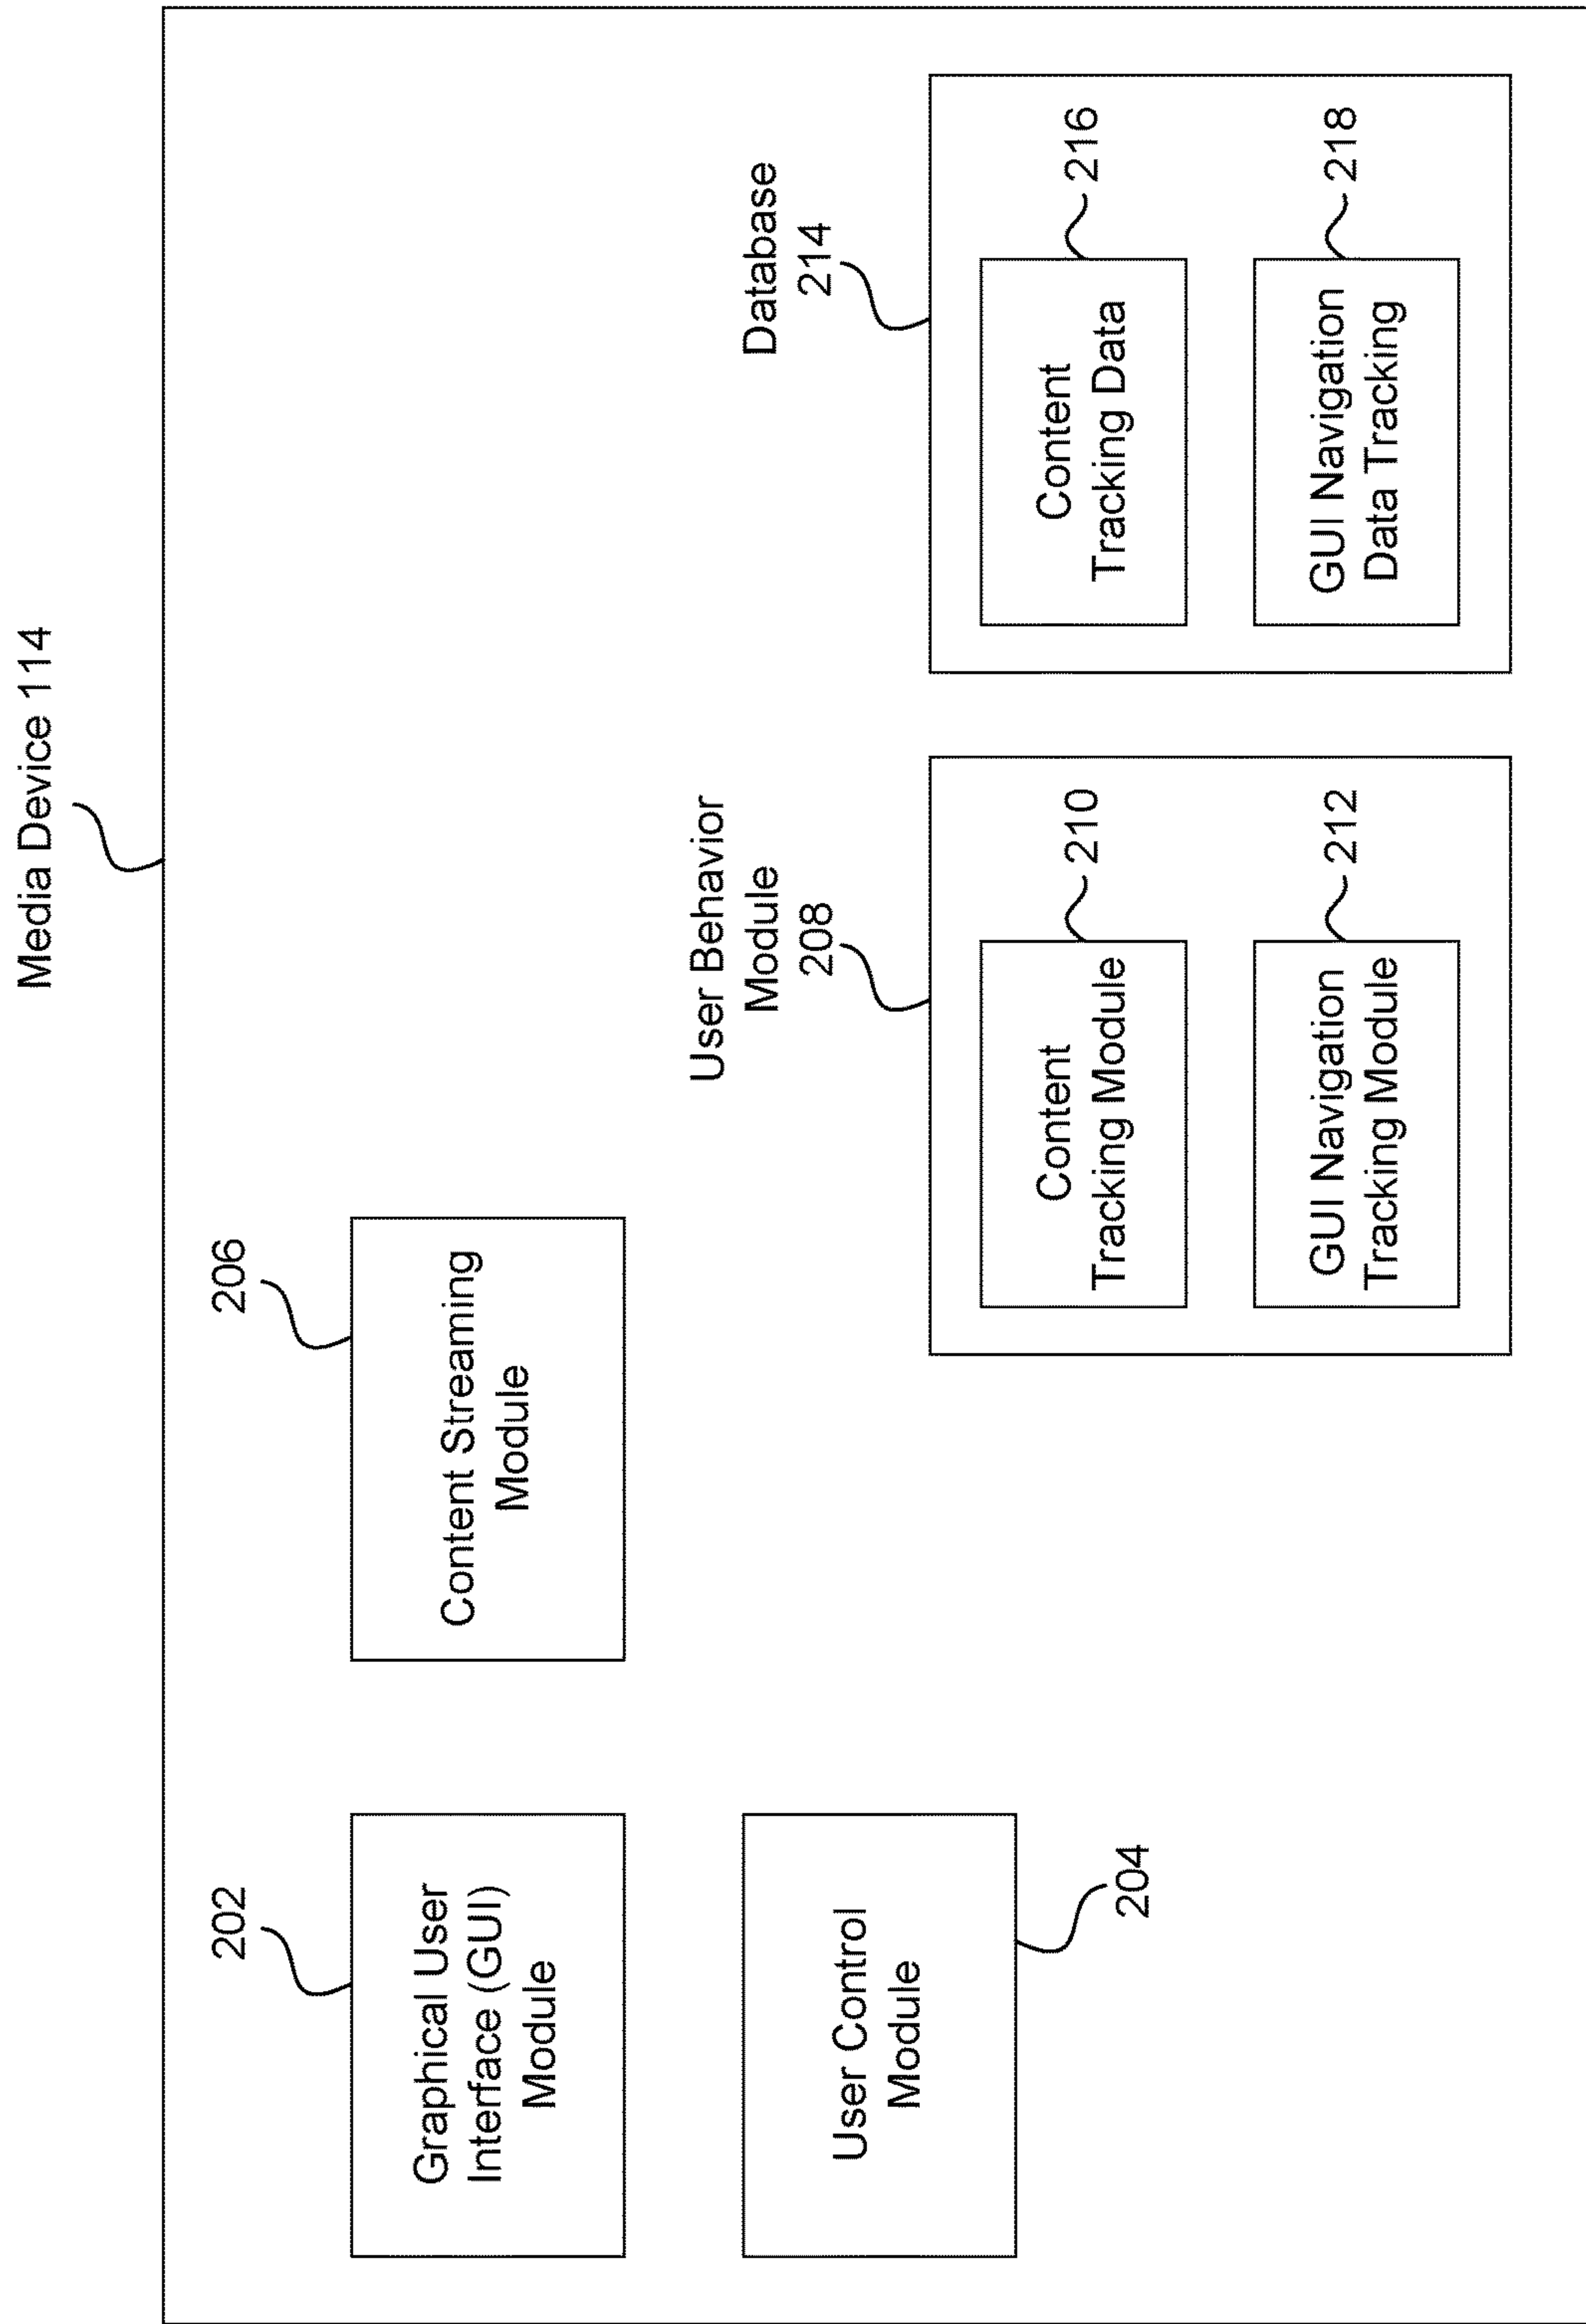 Media Device 114
202
Graphical User
Interface (GUI)
Module
206
Content Streaming
Module
User Control
Module
204
User Behavior
Module
208
Content
Tracking Module
210
GUI Navigation
Tracking Module
212
Database
214
Content
Tracking Data
216
GUI Navigation
Data Tracking
218